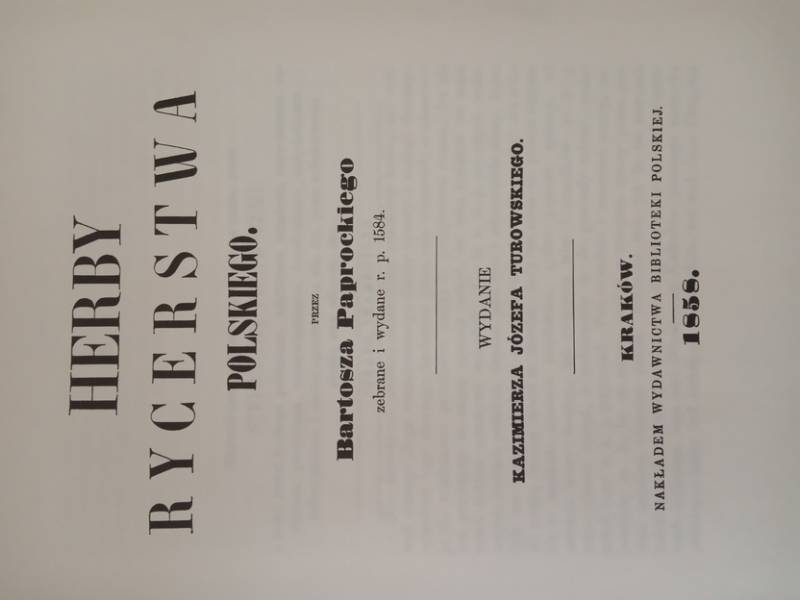 HERBY
RYCERSTWA
POLSKIEGO.
PRZEZ
Bartosza Paprockiego
zebrane i wydane r. p. 1584.
WYDANIE
KAZIMIERZA JÓZEFA TUROWSKIEGO.
KRAKÓW.
NAKŁADEM WYDAWNICTWA BIBLIOTEKI POLSKIEJ.
1858.